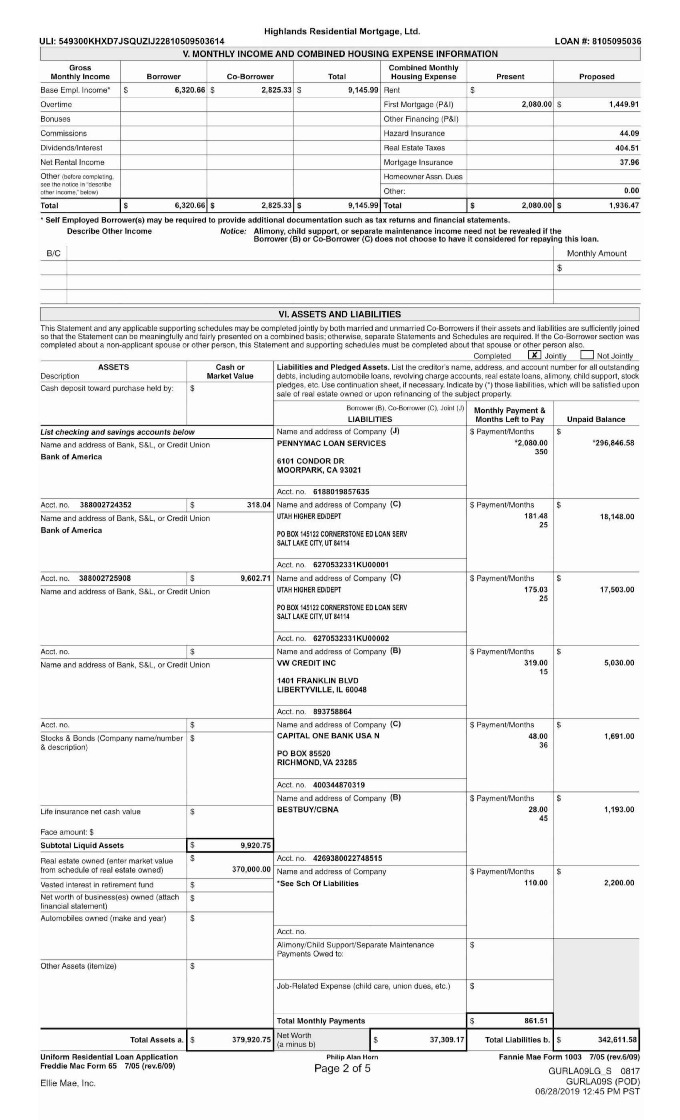 Highlands Residential Mortgage, Ltd.
ULI: 549300KHXD7JSQUZIJ22810509503614 LOAN #: 8105095036
V. MONTHLY INCOME AND COMBINED HOUSING EXPENSE INFORMATION
Gross Monthly Income Borrower Co-Borrower Total Combined Monthly Housing Expense Present Proposed
Base Empl. Income* $ 6,320.66 $ 2,825.33 $ 9,145.99 Rent $
Overtime First Mortgage (P&I) 2,080.00 $ 1,449.91
Bonuses Other Financing (P&I)
Commissions Hazard Insurance 44.09
Dividends/Interest Real Estate Taxes 404.51
Net Rental Income Mortgage Insurance 37.96
Other (before completing, see the notice in "describe other income," below) Homeowner Assn. Dues
Other: 0.00
Total $ 6,320.66 $ 2,825.33 $ 9,145.99 Total $ 2,080.00 $ 1,936.47
* Self Employed Borrower(s) may be required to provide additional documentation such as tax returns and financial statements.
Describe Other Income Notice: Alimony, child support, or separate maintenance income need not be revealed if the
Borrower (B) or Co-Borrower (C) does not choose to have it considered for repaying this loan.
B/C Monthly Amount
$
VI. ASSETS AND LIABILITIES
This Statement and any applicable supporting schedules may be completed jointly by both married and unmarried Co-Borrowers if their assets and liabilities are sufficiently joined
so that the Statement can be meaningfully and fairly presented on a combined basis; otherwise, separate Statements and Schedules are required. If the Co-Borrower section was
completed about a non-applicant spouse or other person, this Statement and supporting schedules must be completed about that spouse or other person also.
Completed X Jointly Not Jointly
ASSETS
Description
Cash or Market Value
Cash deposit toward purchase held by: $
Liabilities and Pledged Assets. List the creditor's name, address, and account number for all outstanding
debts, including automobile loans, revolving charge accounts, real estate loans, alimony, child support, stock
pledges, etc. Use continuation sheet, if necessary. Indicate by (*) those liabilities, which will be satisfied upon
sale of real estate owned or upon refinancing of the subject property.
Borrower (B), Co-Borrower (C), Joint (J)
LIABILITIES Monthly Payment & Months Left to Pay Unpaid Balance
List checking and savings accounts below
Name and address of Bank, S&L, or Credit Union
Bank of America
Name and address of Company (J) $ Payment/Months $
PENNYMAC LOAN SERVICES *2,080.00 *296,846.58
350
6101 CONDOR DR
MOORPARK, CA 93021
Acct. no. 6188019857635
Acct. no. 388002724352 $ 318.04
Name and address of Bank, S&L, or Credit Union
Bank of America
Name and address of Company (C) $ Payment/Months $
UTAH HIGHER ED/DEPT 181.48 18,148.00
25
PO BOX 145122 CORNERSTONE ED LOAN SERV
SALT LAKE CITY, UT 84114
Acct. no. 6270532331KU00001
Acct. no. 388002725908 $ 9,602.71
Name and address of Bank, S&L, or Credit Union
Name and address of Company (C) $ Payment/Months $
UTAH HIGHER ED/DEPT 175.03 17,503.00
25
PO BOX 145122 CORNERSTONE ED LOAN SERV
SALT LAKE CITY, UT 84114
Acct. no. 6270532331KU00002
Acct. no. $
Name and address of Bank, S&L, or Credit Union
Name and address of Company (B) $ Payment/Months $
VW CREDIT INC 319.00 5,030.00
15
1401 FRANKLIN BLVD
LIBERTYVILLE, IL 60048
Acct. no. 893758864
Acct. no. $
Stocks & Bonds (Company name/number & description) $
Name and address of Company (C) $ Payment/Months $
CAPITAL ONE BANK USA N 48.00 1,691.00
36
PO BOX 85520
RICHMOND, VA 23285
Acct. no. 400344870319
Name and address of Company (B) $ Payment/Months $
BESTBUY/CBNA 28.00 1,193.00
45
Life insurance net cash value $
Face amount: $
Subtotal Liquid Assets $ 9,920.75
Acct. no. 4269380022748515
Real estate owned (enter market value from schedule of real estate owned) $ 370,000.00
Name and address of Company $ Payment/Months $
*See Sch Of Liabilities 110.00 2,200.00
Vested interest in retirement fund $
Net worth of business(es) owned (attach financial statement) $
Automobiles owned (make and year) $
Acct. no.
Alimony/Child Support/Separate Maintenance Payments Owed to: $
Other Assets (itemize) $
Job-Related Expense (child care, union dues, etc.) $
Total Monthly Payments $ 861.51
Total Assets a. $ 379,920.75 Net Worth (a minus b) $ 37,309.17 Total Liabilities b. $ 342,611.58
Uniform Residential Loan Application Philip Alan Horn Fannie Mae Form 1003 7/05 (rev.6/09)
Freddie Mac Form 65 7/05 (rev.6/09) Page 2 of 5
GURLA09LG_S 0817
Ellie Mae, Inc. GURLA09S (POD)
06/28/2019 12:45 PM PST